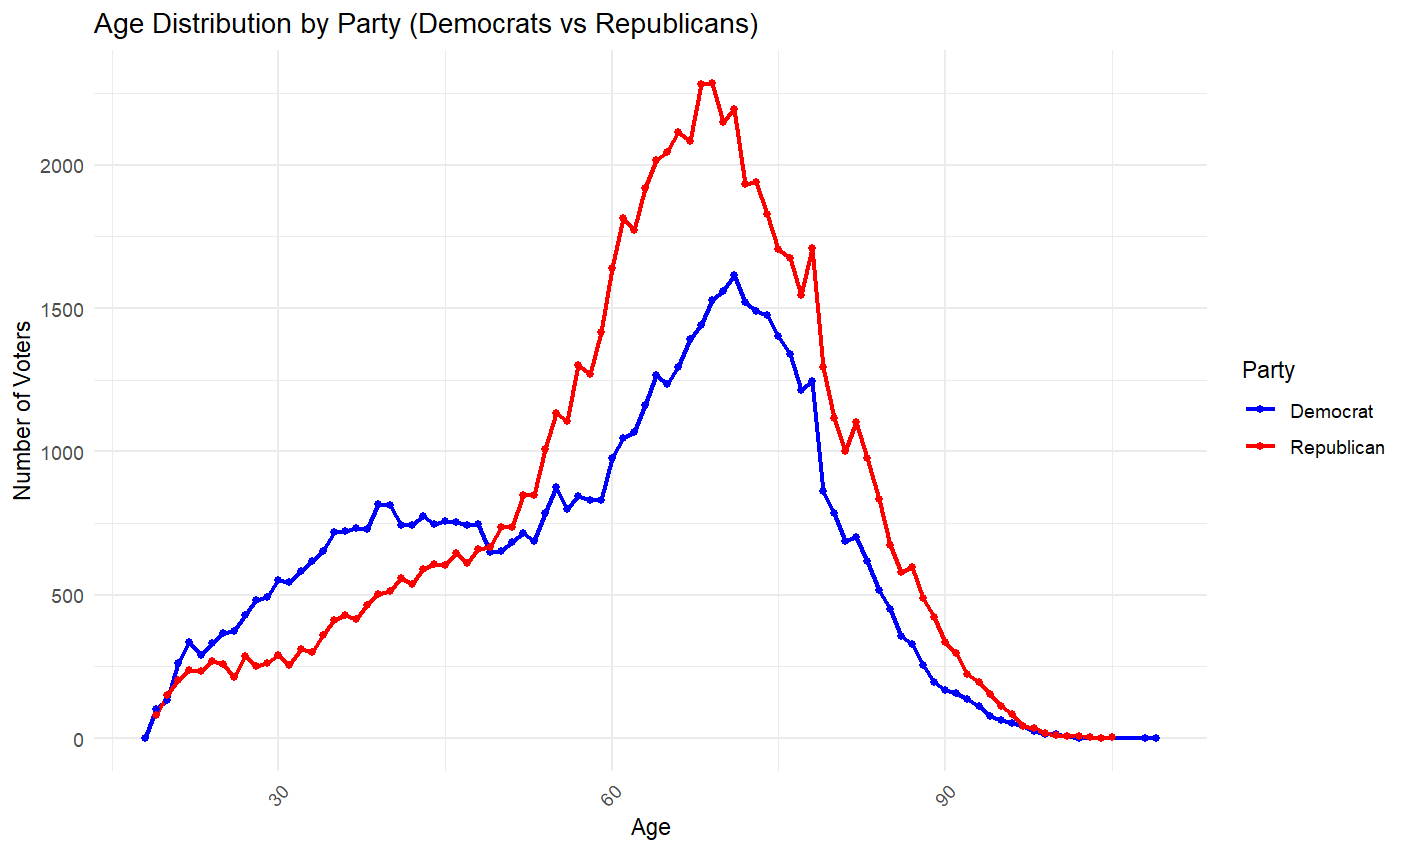 Age Distribution by Party (Democrats vs Republicans)
Number of Voters
2000
1500
1000
500
0
30
60
90
Age
Party
Democrat
Republican